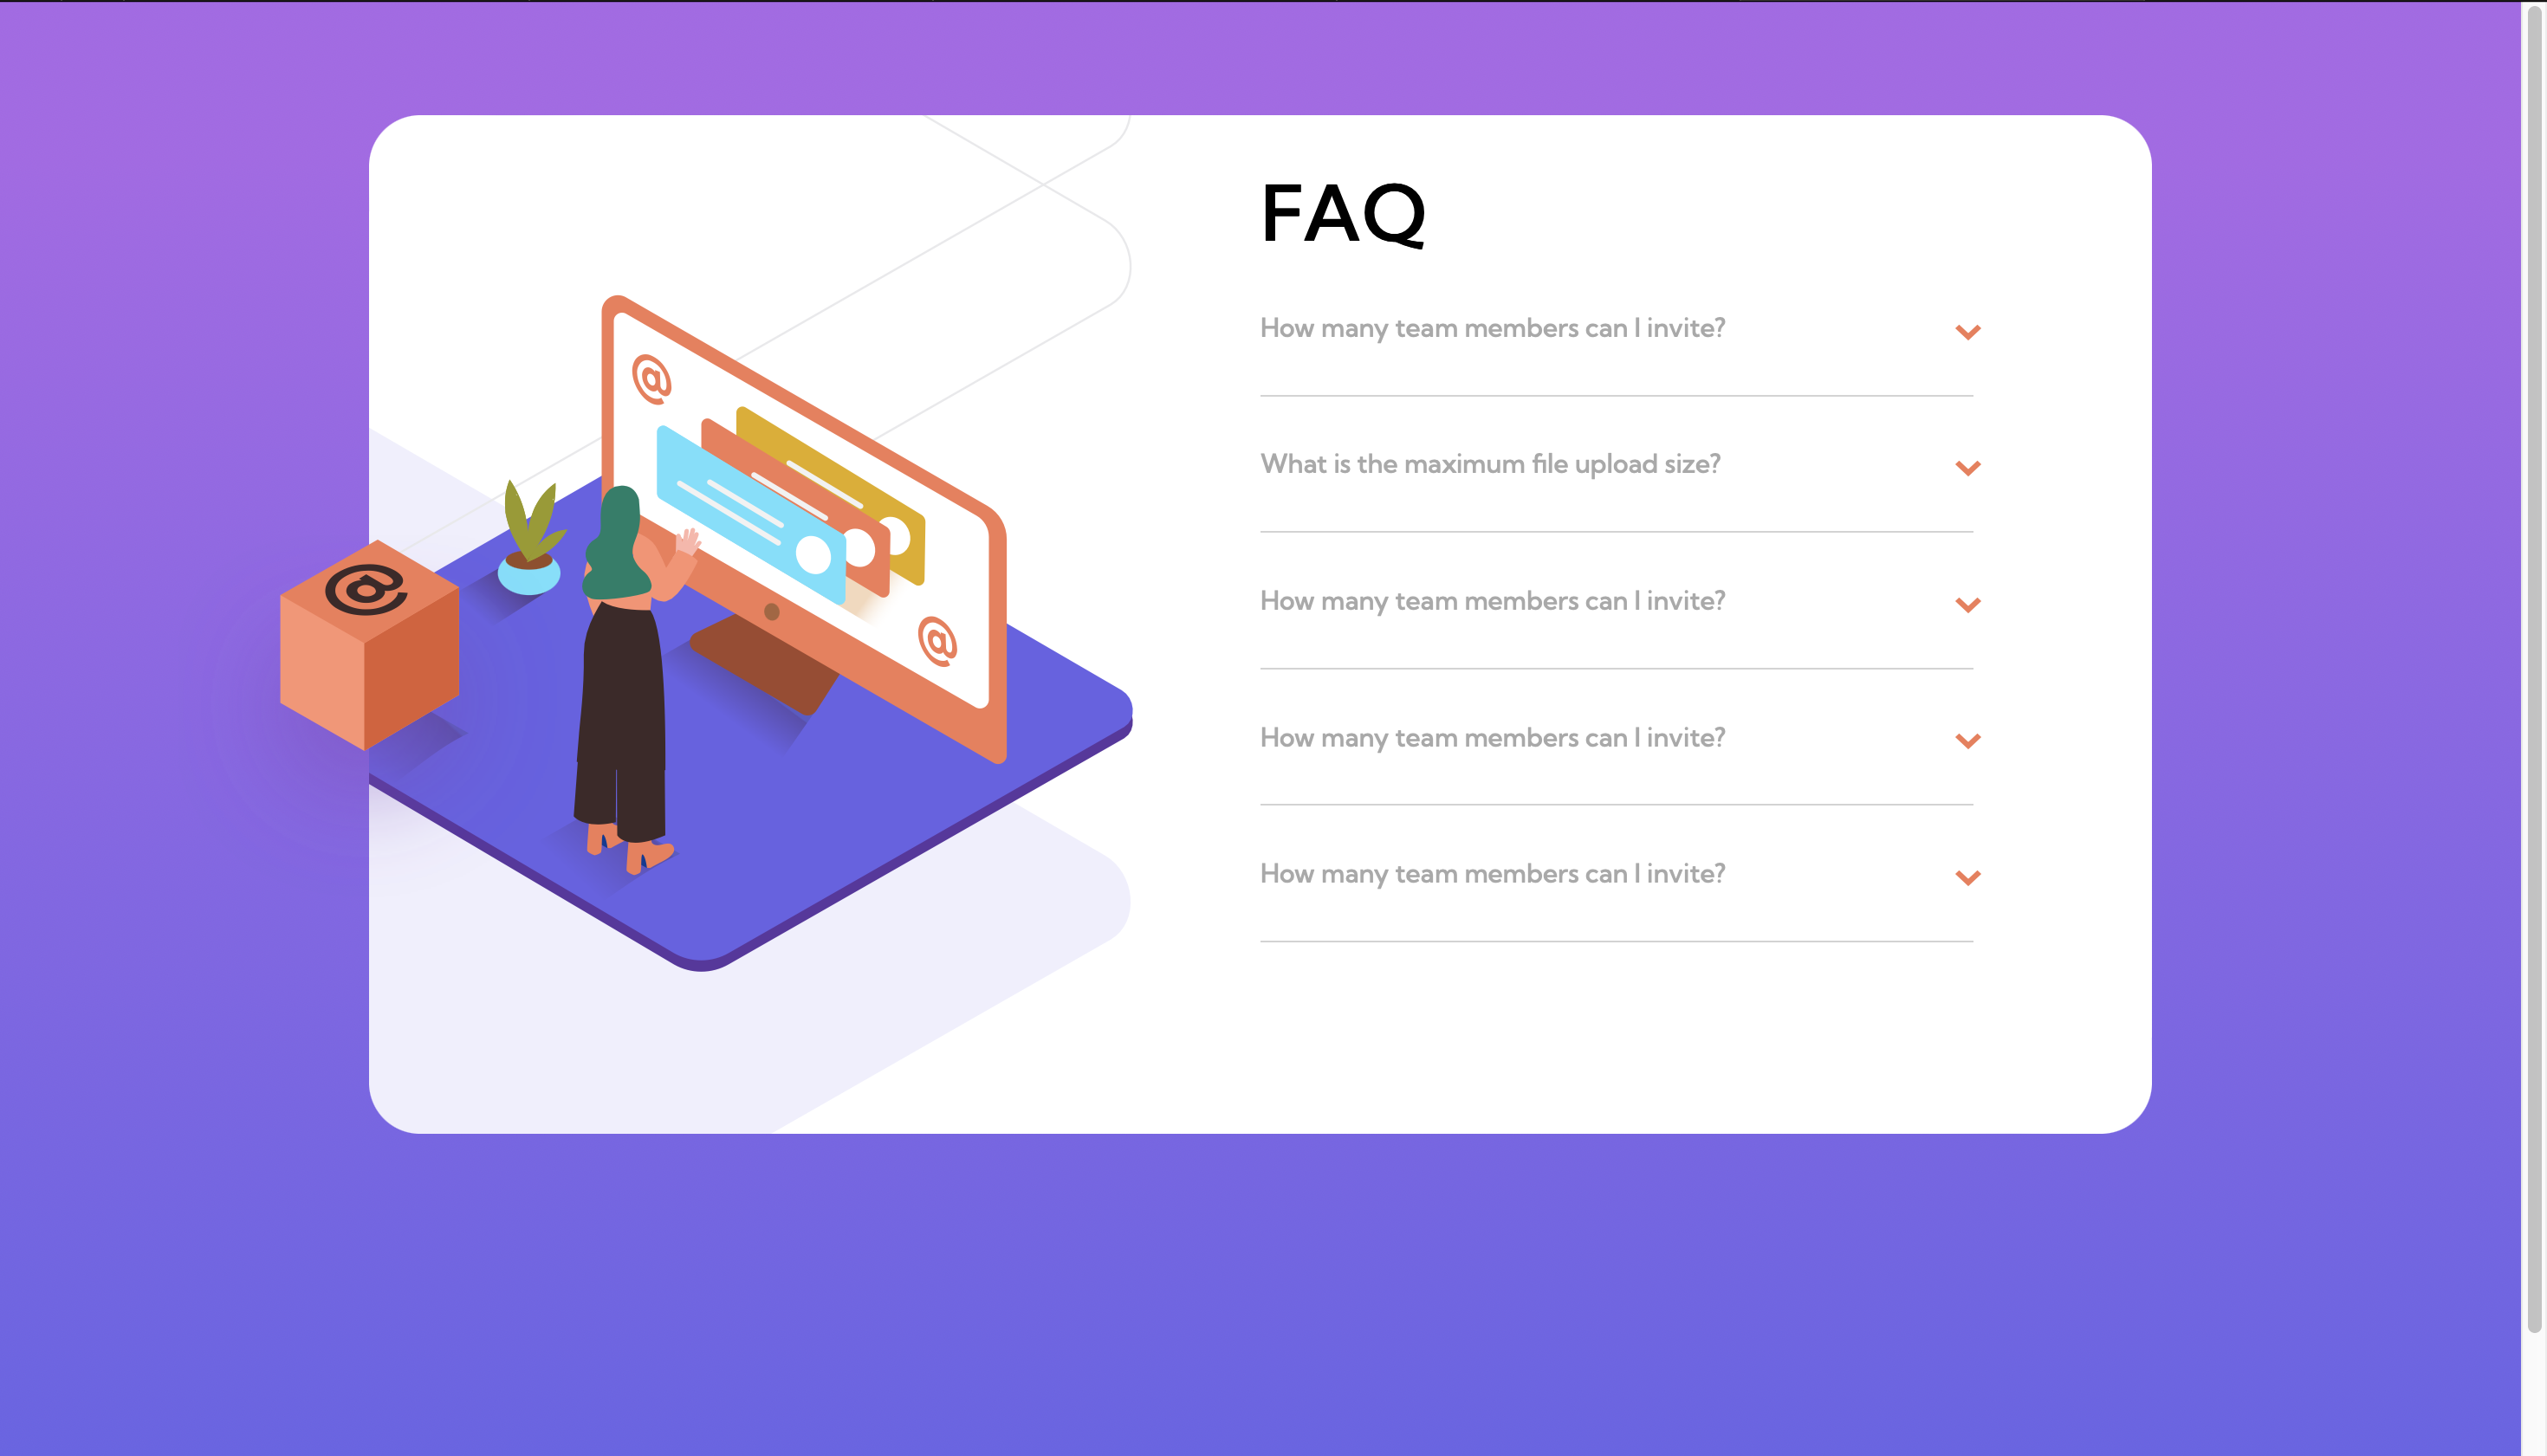 FAQ
How many team members can I invite?
What is the maximum file upload size?
How many team members can I invite?
How many team members can I invite?
How many team members can I invite?
@
@
@